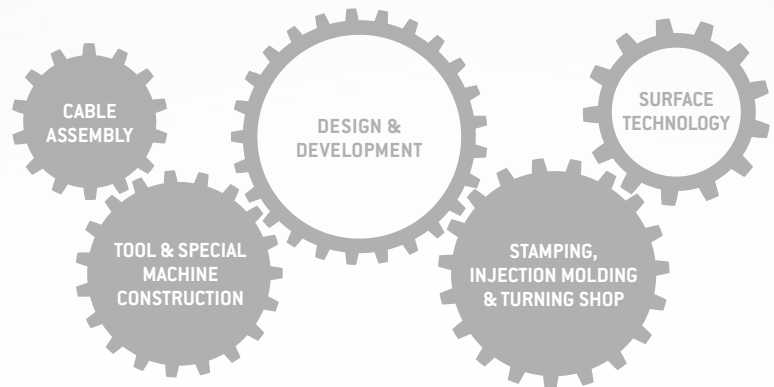 CABLE
ASSEMBLY
DESIGN &
DEVELOPMENT
SURFACE
TECHNOLOGY
TOOL & SPECIAL
MACHINE
CONSTRUCTION
STAMPING,
INJECTION MOLDING
& TURNING SHOP